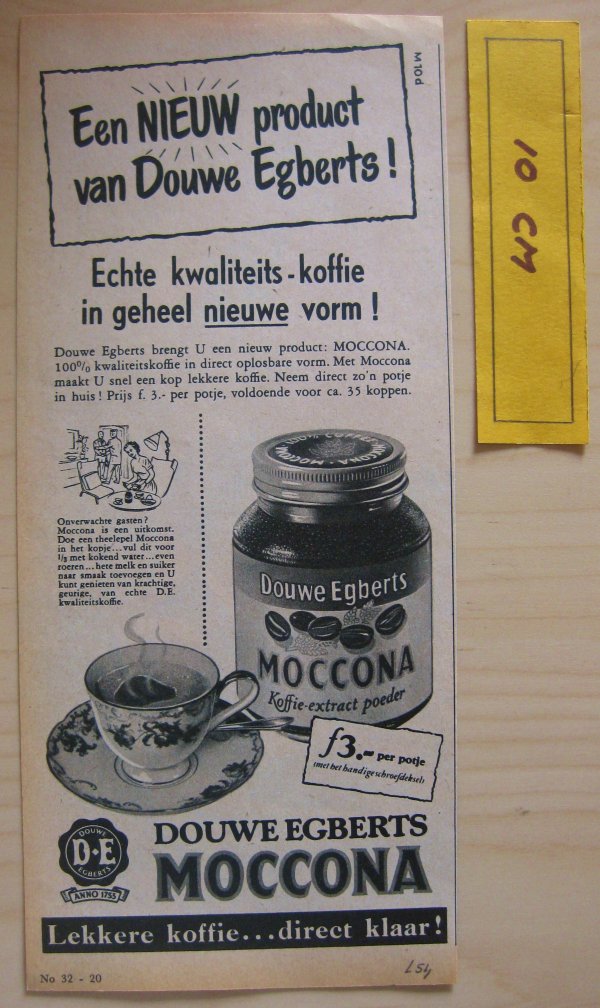 M 10 d
Een NIEUW product
van Douwe Egberts!
10 CM
Echte kwaliteits-koffie
in geheel nieuwe vorm!
Douwe Egberts brengt U een nieuw product: MOCCONA.
100% kwaliteitskoffie in direct oplosbare vorm. Met Moccona
maakt U snel een kop lekkere koffie. Neem direct zo'n potje
in huis! Prijs f. 3.- per potje, voldoende voor ca. 35 koppen.
Onverwachte gasten?
Moccona is een uitkomst.
Doe een theelepel Moccona
in het kopje...vul dit voor
1/3 met kokend water...even
roeren...hete melk en suiker
naar smaak toevoegen en U
kunt genieten van krachtige,
geurige, van echte D.E.
kwaliteitskoffie.
MOCCONA
Douwe Egberts
MOCCONA
Koffie-extract poeder
f3.- per potje
(met het handige schroefdeksel)
DOUWE
D·E
EGBERTS
ANNO 1753
DOUWE EGBERTS
MOCCONA
Lekkere koffie...direct klaar!
No 32 - 20
L54